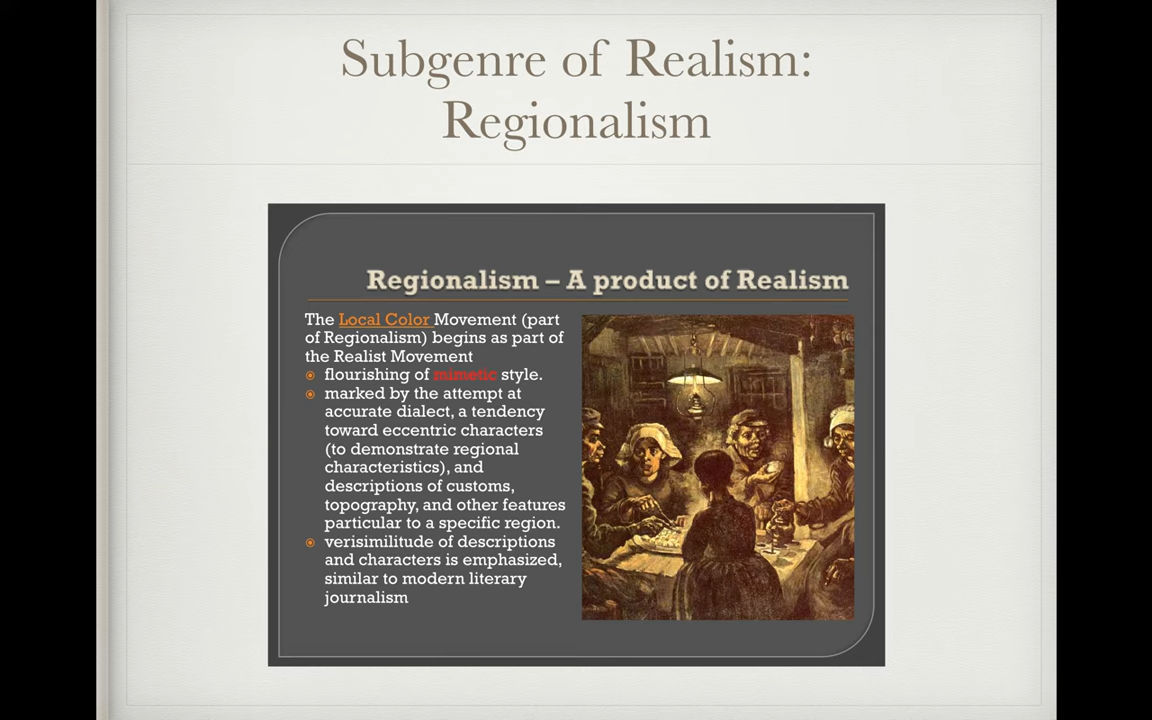 Subgenre of Realism:
Regionalism
Regionalism – A product of Realism
The Local Color Movement (part
of Regionalism) begins as part of
the Realist Movement
flourishing of mimetic style.
marked by the attempt at
accurate dialect, a tendency
toward eccentric characters
(to demonstrate regional
characteristics), and
descriptions of customs,
topography, and other features
particular to a specific region.
verisimilitude of descriptions
and characters is emphasized,
similar to modern literary
journalism